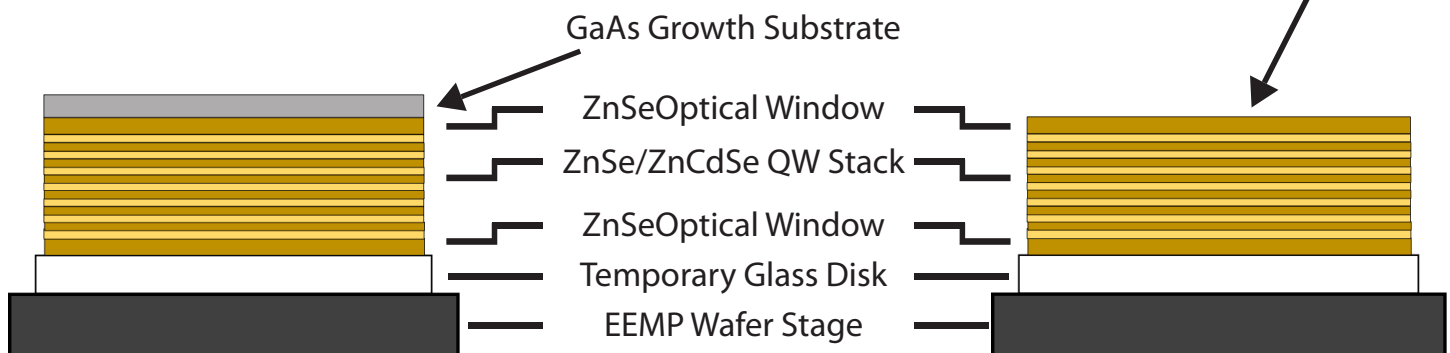 GaAs Growth Substrate
ZnSeOptical Window
ZnSe/ZnCdSe QW Stack
ZnSeOptical Window
Temporary Glass Disk
EEMP Wafer Stage